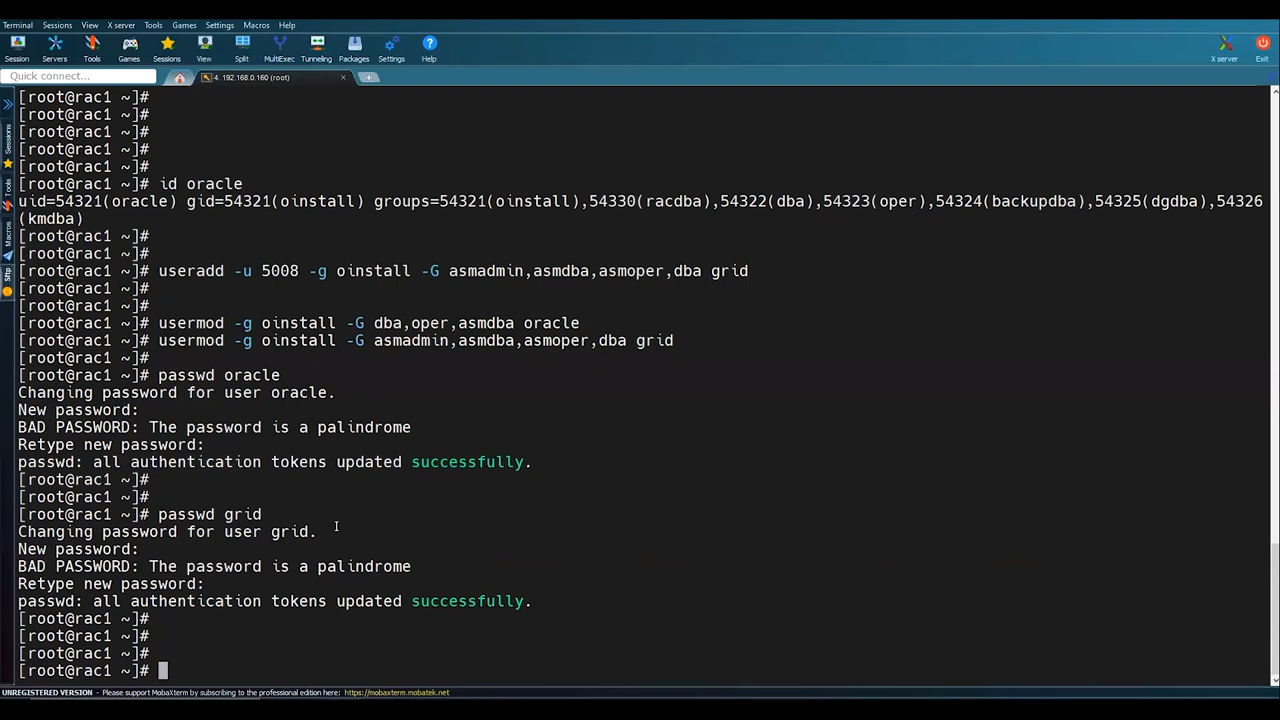 Terminal Sessions View X server Tools Games Settings Macros Help
Session Servers Tools Games Sessions View Split MultiExec Tunneling Packages Settings Help X server Exit
Quick connect... 4. 192.168.0.160 (root)
Sessions
Tools
Macros
Sftp
[root@rac1 ~]#
[root@rac1 ~]#
[root@rac1 ~]#
[root@rac1 ~]#
[root@rac1 ~]#
[root@rac1 ~]# id oracle
uid=54321(oracle) gid=54321(oinstall) groups=54321(oinstall),54330(racdba),54322(dba),54323(oper),54324(backupdba),54325(dgdba),54326
(kmdba)
[root@rac1 ~]#
[root@rac1 ~]#
[root@rac1 ~]# useradd -u 5008 -g oinstall -G asmadmin,asmdba,asmoper,dba grid
[root@rac1 ~]#
[root@rac1 ~]#
[root@rac1 ~]# usermod -g oinstall -G dba,oper,asmdba oracle
[root@rac1 ~]# usermod -g oinstall -G asmadmin,asmdba,asmoper,dba grid
[root@rac1 ~]#
[root@rac1 ~]# passwd oracle
Changing password for user oracle.
New password:
BAD PASSWORD: The password is a palindrome
Retype new password:
passwd: all authentication tokens updated successfully.
[root@rac1 ~]#
[root@rac1 ~]#
[root@rac1 ~]# passwd grid
Changing password for user grid.
New password:
BAD PASSWORD: The password is a palindrome
Retype new password:
passwd: all authentication tokens updated successfully.
[root@rac1 ~]#
[root@rac1 ~]#
[root@rac1 ~]#
[root@rac1 ~]#
UNREGISTERED VERSION - Please support MobaXterm by subscribing to the professional edition here: https://mobaxterm.mobatek.net